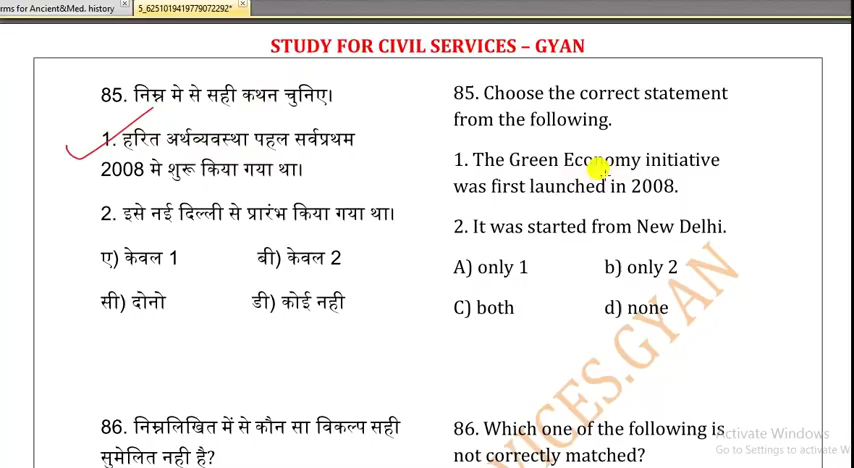 rms for Ancient&Med. history
5_6251019419779072292*
STUDY FOR CIVIL SERVICES – GYAN
85. निम्न मे से सही कथन चुनिए।
1. हरित अर्थव्यवस्था पहल सर्वप्रथम
2008 मे शुरू किया गया था।
2. इसे नई दिल्ली से प्रारंभ किया गया था।
ए) केवल 1 बी) केवल 2
सी) दोनो डी) कोई नही
86. निम्नलिखित में से कौन सा विकल्प सही
सुमेलित नही है?
85. Choose the correct statement
from the following.
1. The Green Economy initiative
was first launched in 2008.
2. It was started from New Delhi.
A) only 1 b) only 2
C) both d) none
86. Which one of the following is
not correctly matched?
VICES.GYAN
Activate Windows
Go to Settings to activate W